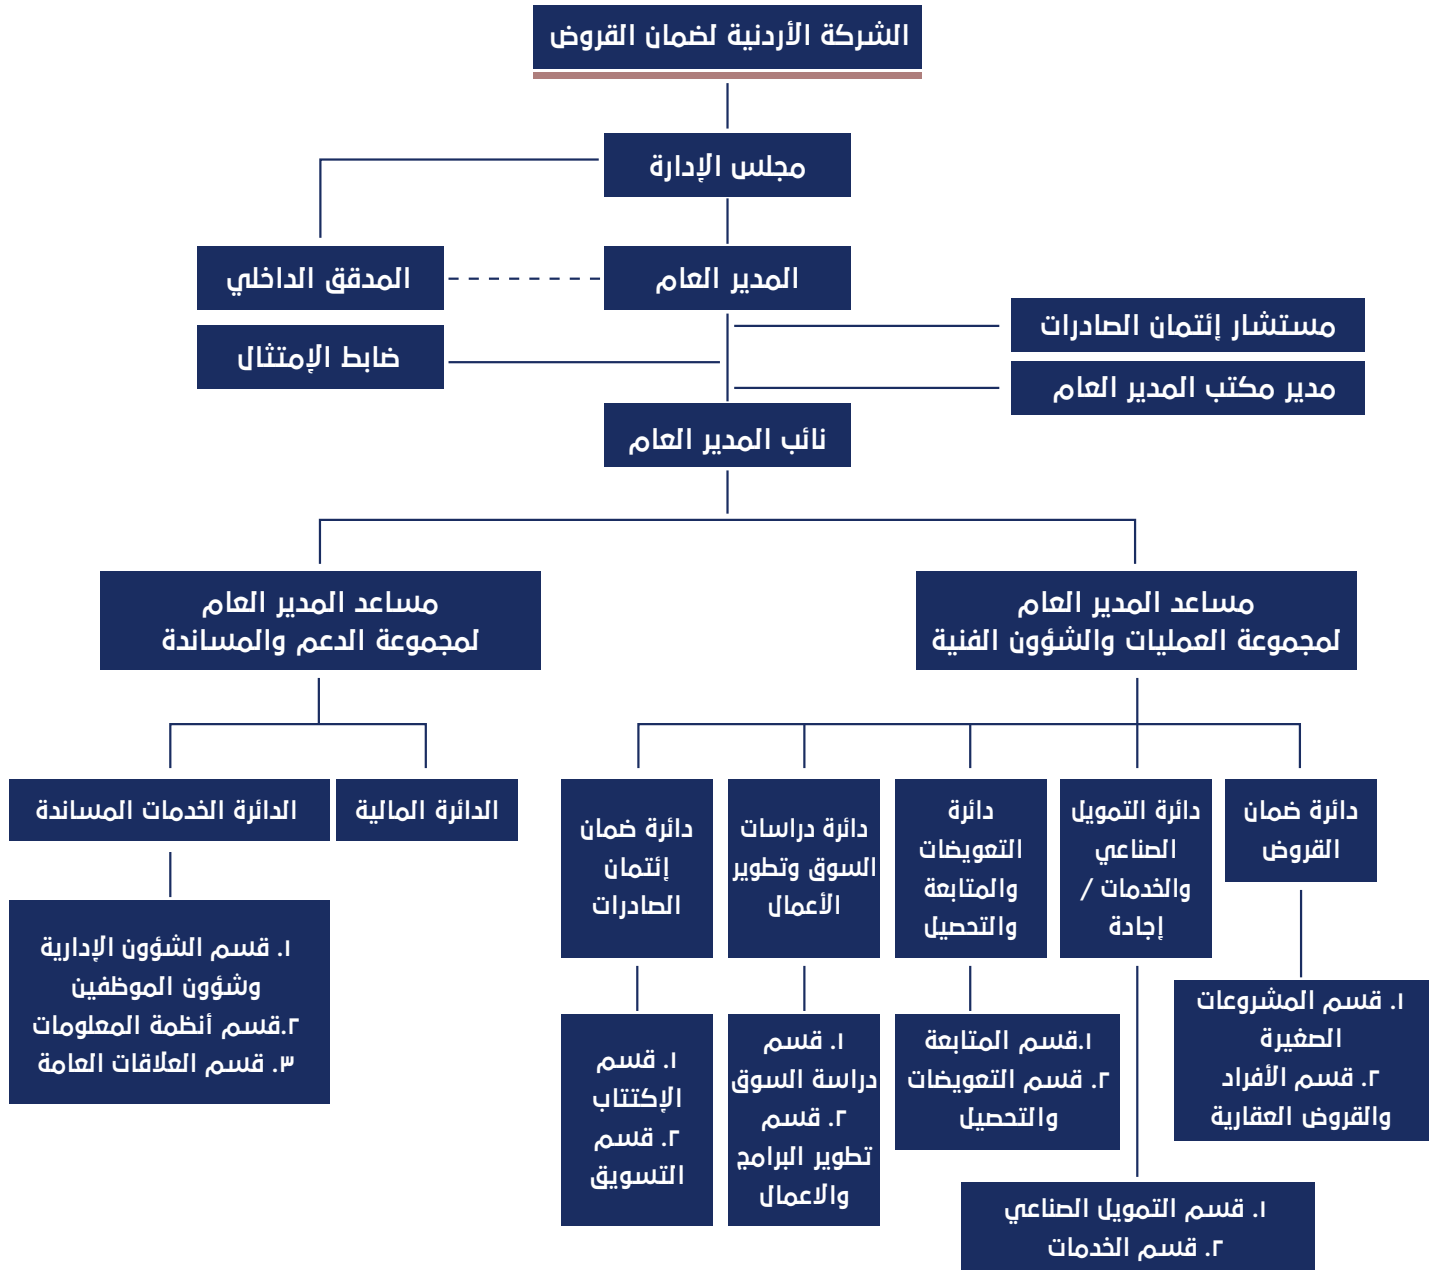 الشركة الأردنية لضمان القروض
مجلس الإدارة
المدير العام
المدقق الداخلي
مستشار إئتمان الصادرات
ضابط الإمتثال
مدير مكتب المدير العام
نائب المدير العام
مساعد المدير العام
لمجموعة العمليات والشؤون الفنية
مساعد المدير العام
لمجموعة الدعم والمساندة
دائرة ضمان
القروض
دائرة التمويل
الصناعي
والخدمات /
إجادة
دائرة
التعويضات
والمتابعة
والتحصيل
دائرة دراسات
السوق وتطوير
الأعمال
دائرة ضمان
إئتمان
الصادرات
الدائرة المالية
الدائرة الخدمات المساندة
١. قسم المشروعات
الصغيرة
٢. قسم الأفراد
والقروض العقارية
١. قسم التمويل الصناعي
٢. قسم الخدمات
١.قسم المتابعة
٢. قسم التعويضات
والتحصيل
١. قسم
دراسة السوق
٢. قسم
تطوير البرامج
والاعمال
١. قسم
الإكتتاب
٢. قسم
التسويق
١. قسم الشؤون الإدارية
وشؤون الموظفين
٢.قسم أنظمة المعلومات
٣. قسم العلاقات العامة